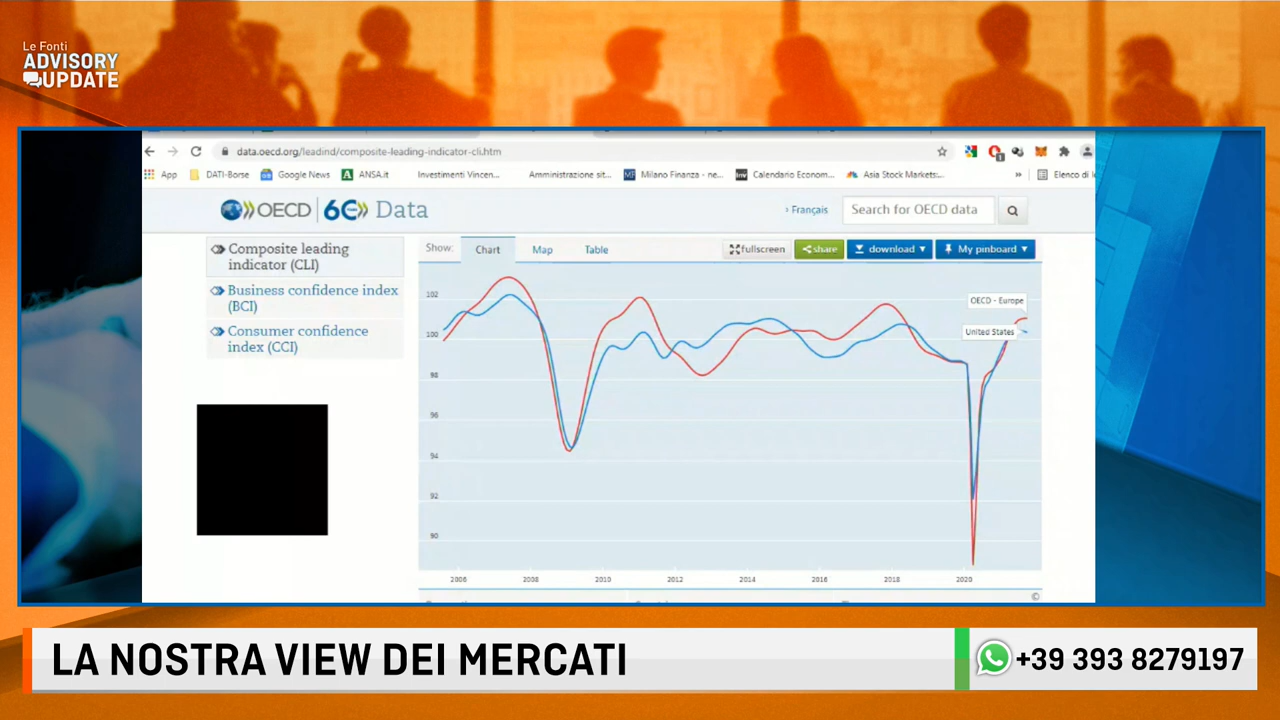 Le Fonti
ADVISORY
UPDATE
data.oecd.org/leadind/composite-leading-indicator-cli.htm
App DATI-Borse Google News ANSA.it Investimenti Vincen... Amministrazione sit... Milano Finanza - ne... Calendario Econom... Asia Stock Markets:... » Elenco di
OECD 60 Data
Français
Search for OECD data
Composite leading
indicator (CLI)
Business confidence index
(BCI)
Consumer confidence
index (CCI)
Show: Chart Map Table fullscreen share download ▼ My pinboard ▼
102
100
98
96
94
92
90
OECD - Europe
United States
2006 2008 2010 2012 2014 2016 2018 2020
©
LA NOSTRA VIEW DEI MERCATI
+39 393 8279197